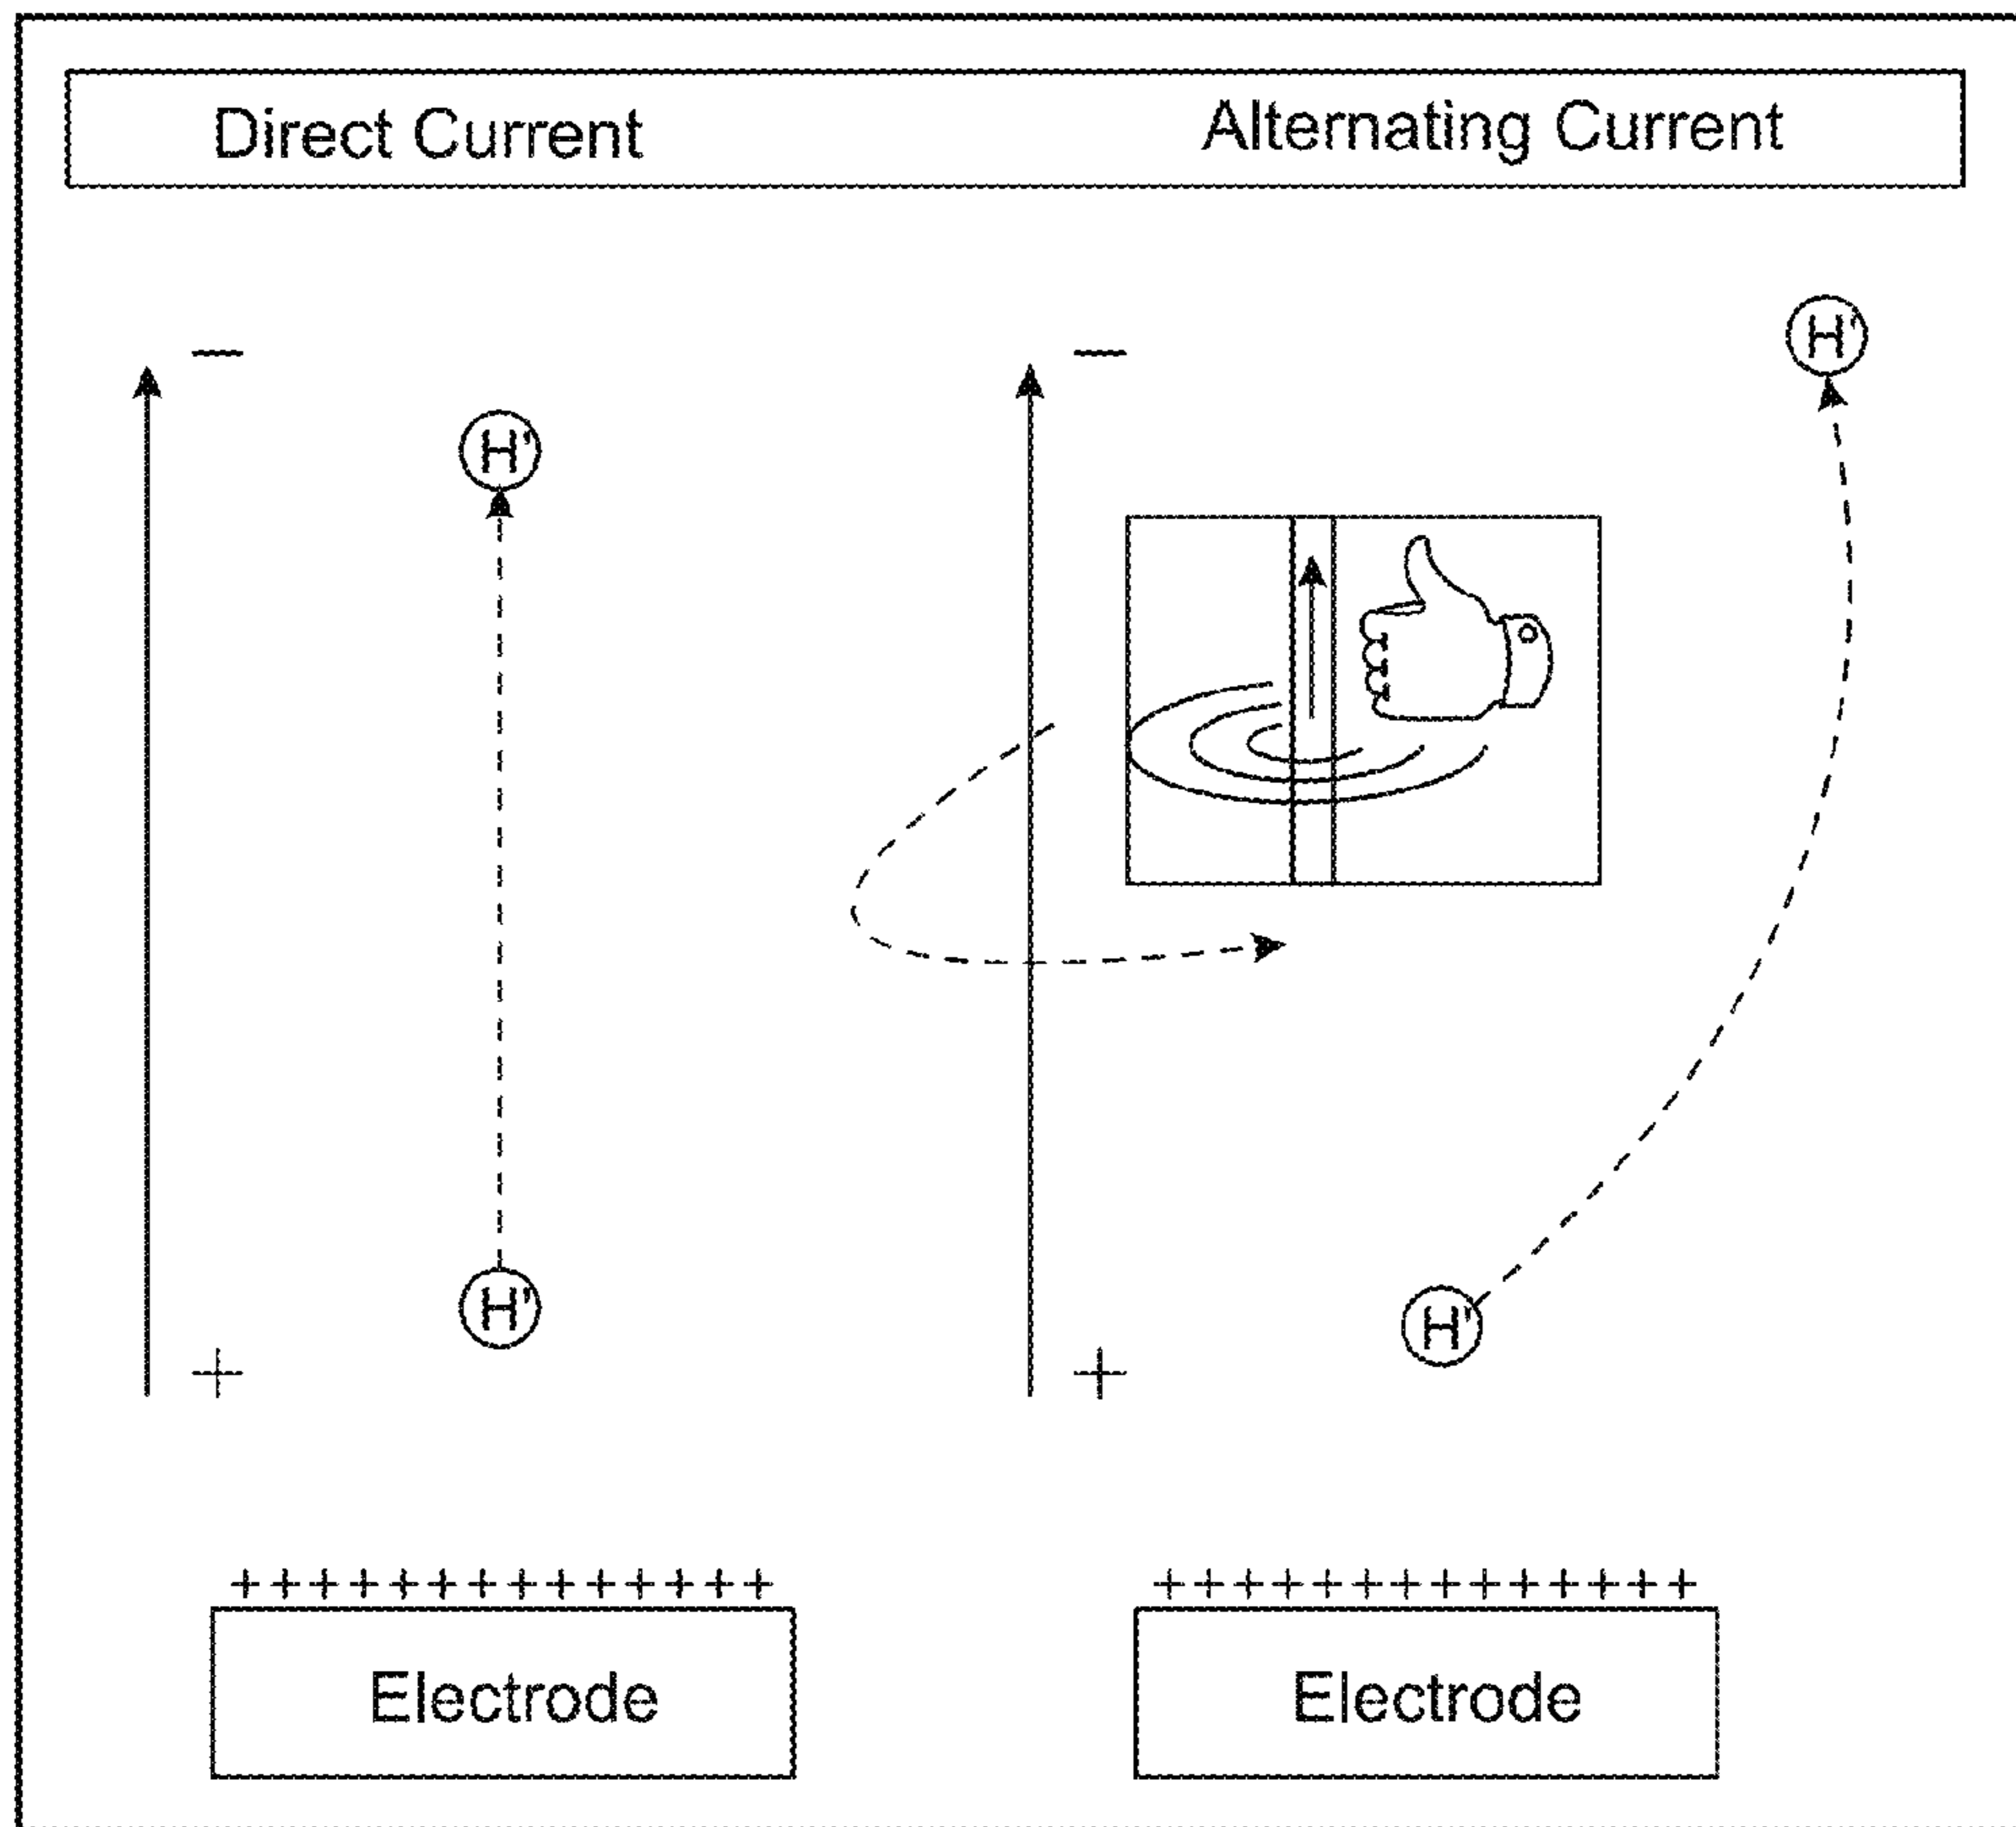 Direct Current Alternating Current
— —
H'
H'
H'
H'
+ +
+ + + + + + + + + + + + + + + + + + + + + + + + + + + +
Electrode Electrode